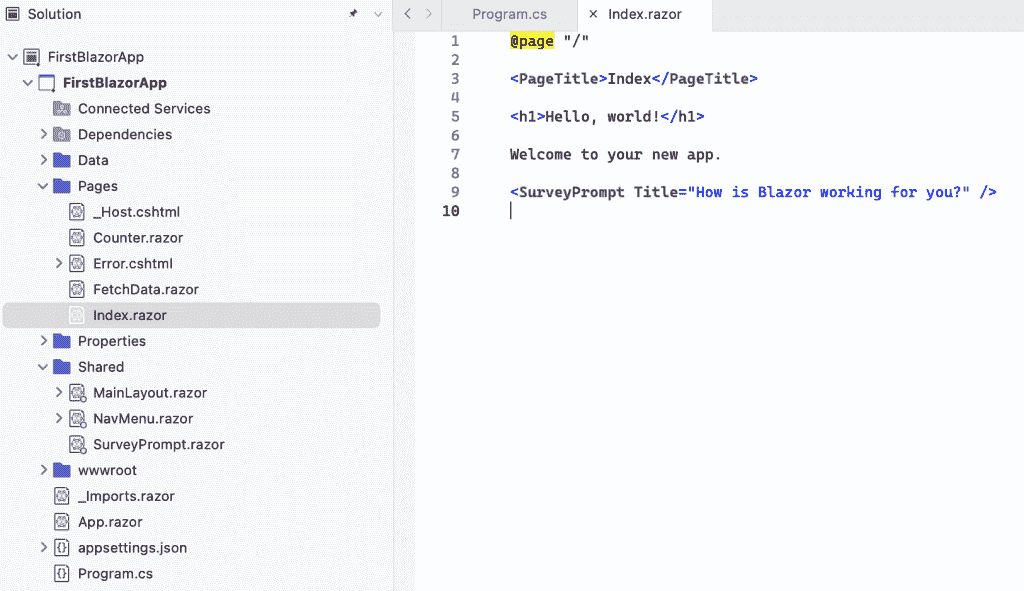 Solution
FirstBlazorApp
FirstBlazorApp
Connected Services
Dependencies
Data
Pages
_Host.cshtml
Counter.razor
Error.cshtml
FetchData.razor
Index.razor
Properties
Shared
MainLayout.razor
NavMenu.razor
SurveyPrompt.razor
wwwroot
_Imports.razor
App.razor
appsettings.json
Program.cs
Program.cs Index.razor
1 @page "/"
2
3 <PageTitle>Index</PageTitle>
4
5 <h1>Hello, world!</h1>
6
7 Welcome to your new app.
8
9 <SurveyPrompt Title="How is Blazor working for you?" />
10